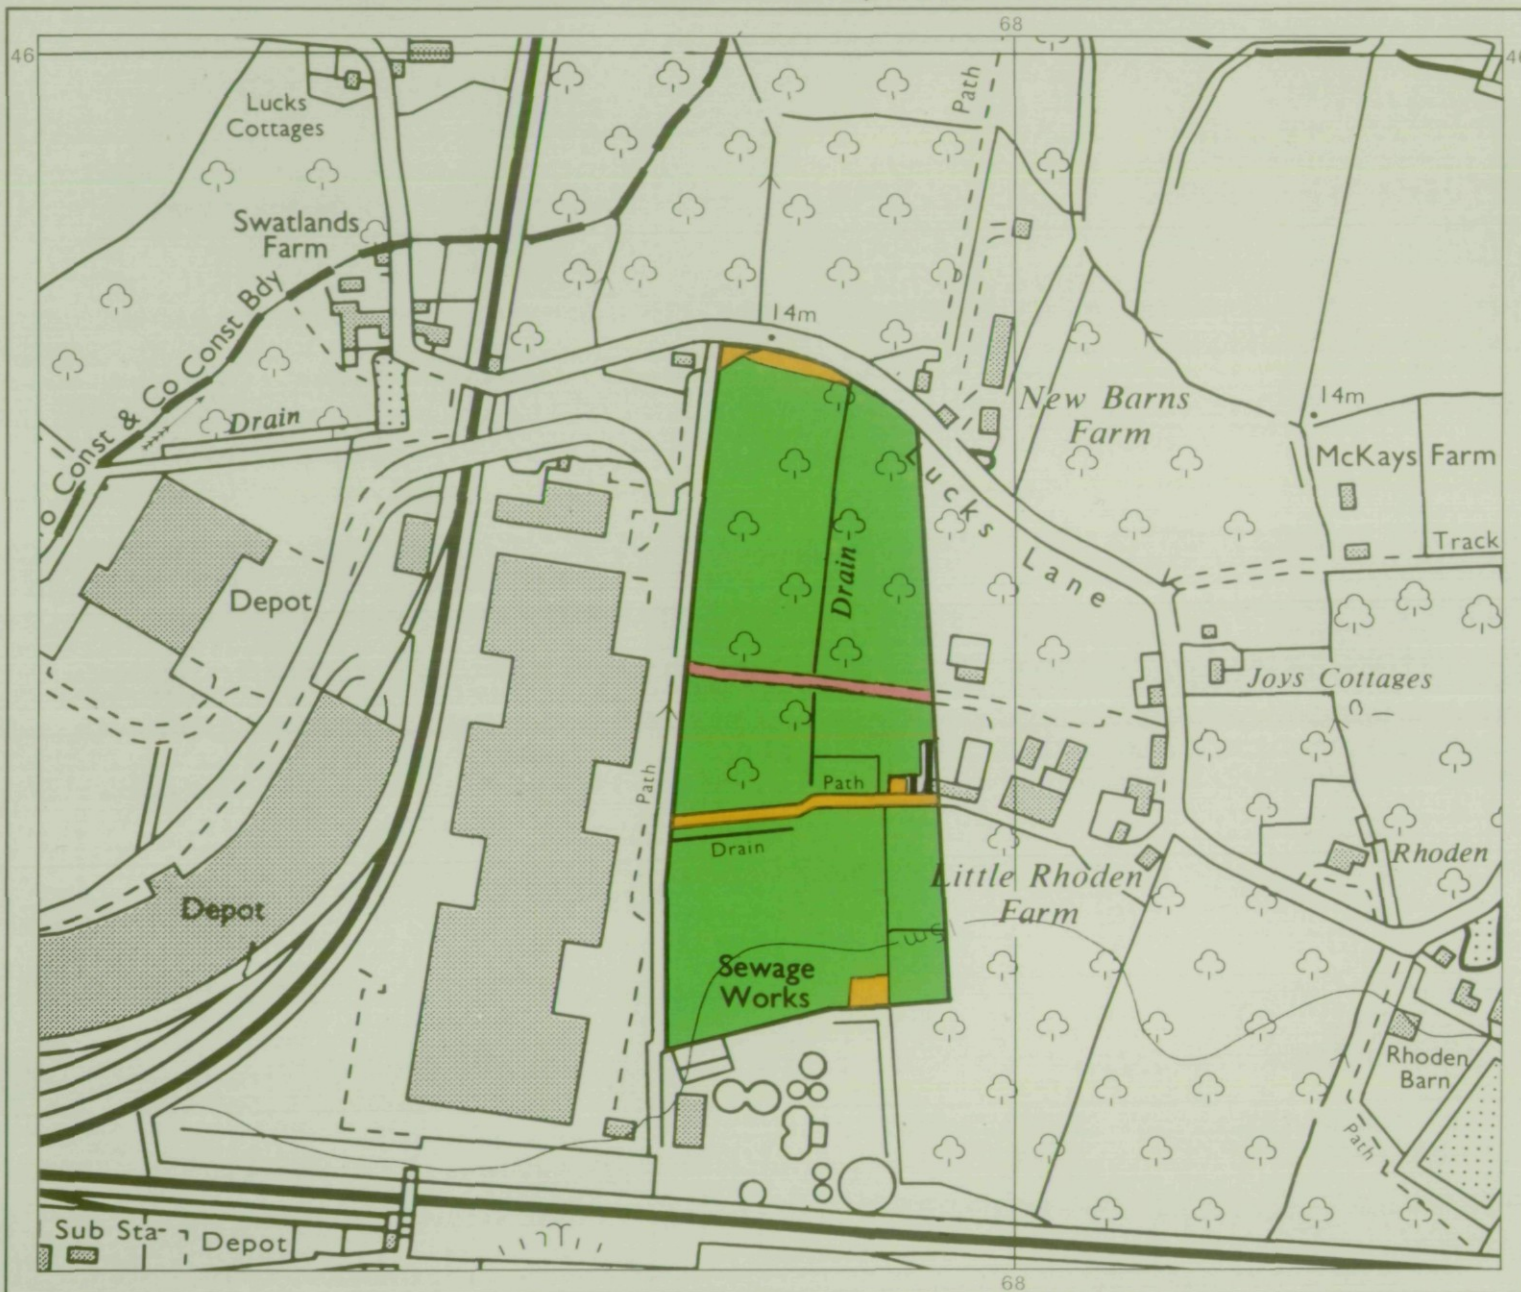 68
46
46
Lucks
Cottages
Path
Swatlands
Farm
o Const & Co Const Bdy
14m
Drain
New Barns
Farm
14m
McKays Farm
Lucks Lane
Track
Drain
Depot
Joys Cottages
Path
Path
Drain
Rhoden
Little Rhoden
Farm
Depot
15m
Sewage
Works
Rhoden
Barn
Path
Sub Sta
Depot
68